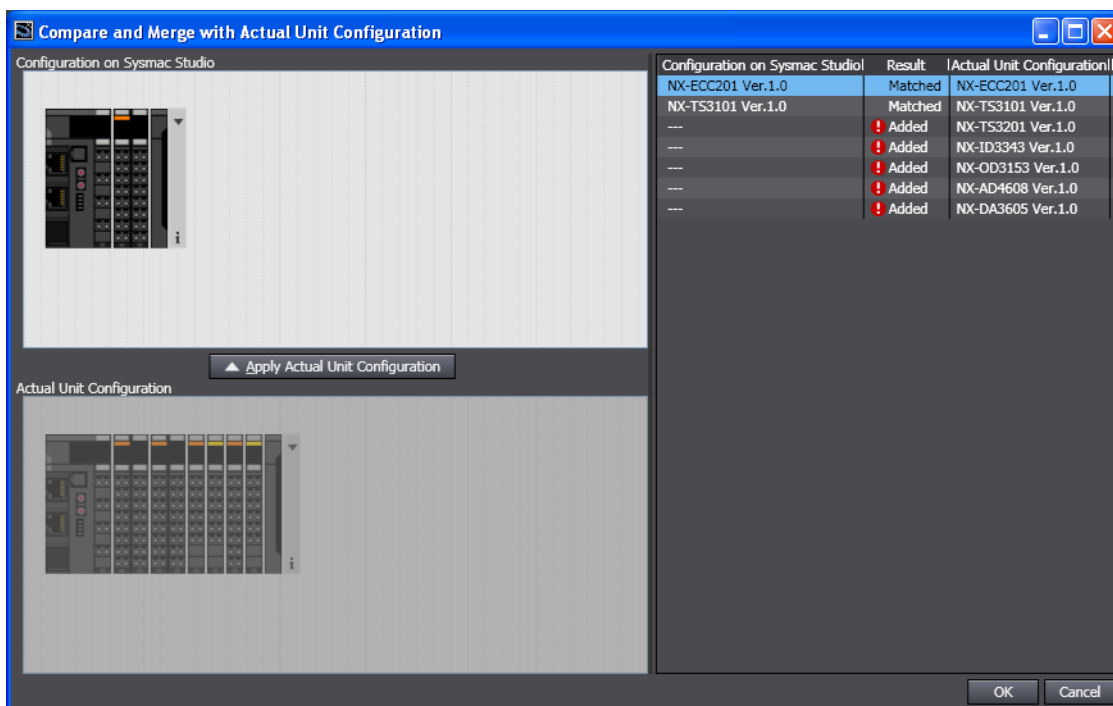 Compare and Merge with Actual Unit Configuration
Configuration on Sysmac Studio
Apply Actual Unit Configuration
Actual Unit Configuration
Configuration on Sysmac Studio Result Actual Unit Configuration
NX-ECC201 Ver.1.0 Matched NX-ECC201 Ver.1.0
NX-TS3101 Ver.1.0 Matched NX-TS3101 Ver.1.0
--- Added NX-TS3201 Ver.1.0
--- Added NX-ID3343 Ver.1.0
--- Added NX-OD3153 Ver.1.0
--- Added NX-AD4608 Ver.1.0
--- Added NX-DA3605 Ver.1.0
OK Cancel